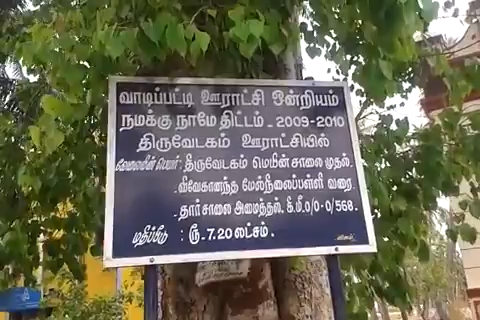 வாடிப்பட்டி ஊராட்சி ஒன்றியம்
நமக்கு நாமே திட்டம் - 2009-2010
திருவேடகம் ஊராட்சியில்
வேலையின் பெயர் : திருவேடகம் மெயின் சாலை முதல்
விவேகானந்த மேல்நிலைப்பள்ளி வரை
தார் சாலை அமைத்தல். கி.மீ.0/0-0/568.
மதிப்பீடு : ரூ.7.20 லட்சம்.